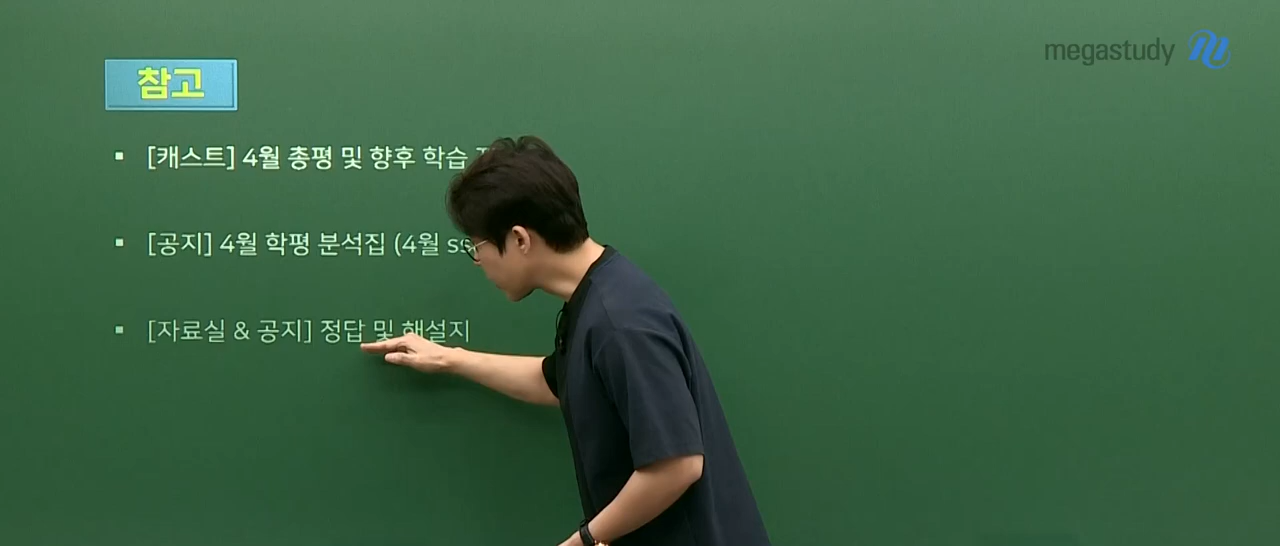 megastudy
참고
[캐스트] 4월 총평 및 향후 학습
[공지] 4월 학평 분석집 (4월
[자료실 & 공지] 정답 및 해설지